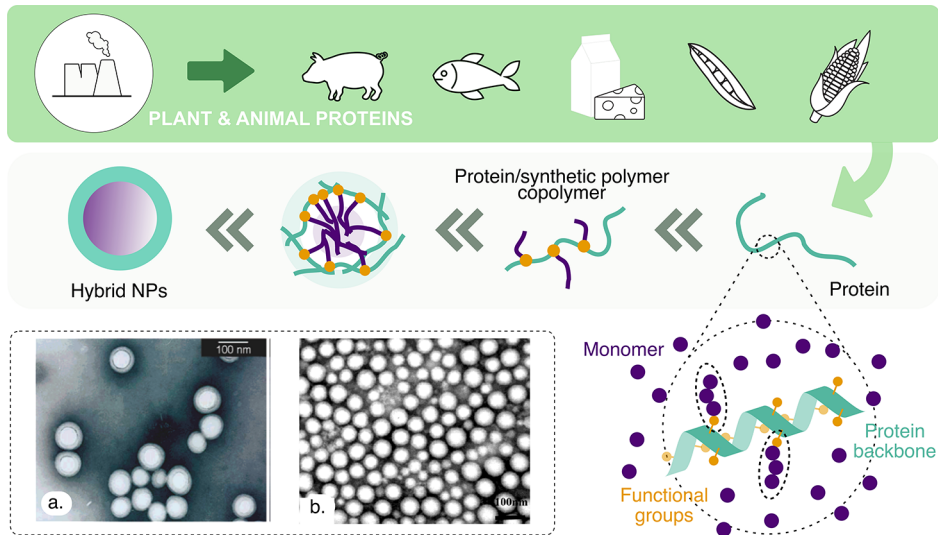 PLANT & ANIMAL PROTEINS
Protein/synthetic polymer
copolymer
Hybrid NPs
Protein
100 nm
a.
b.
100nm
Monomer
Protein
backbone
Functional
groups